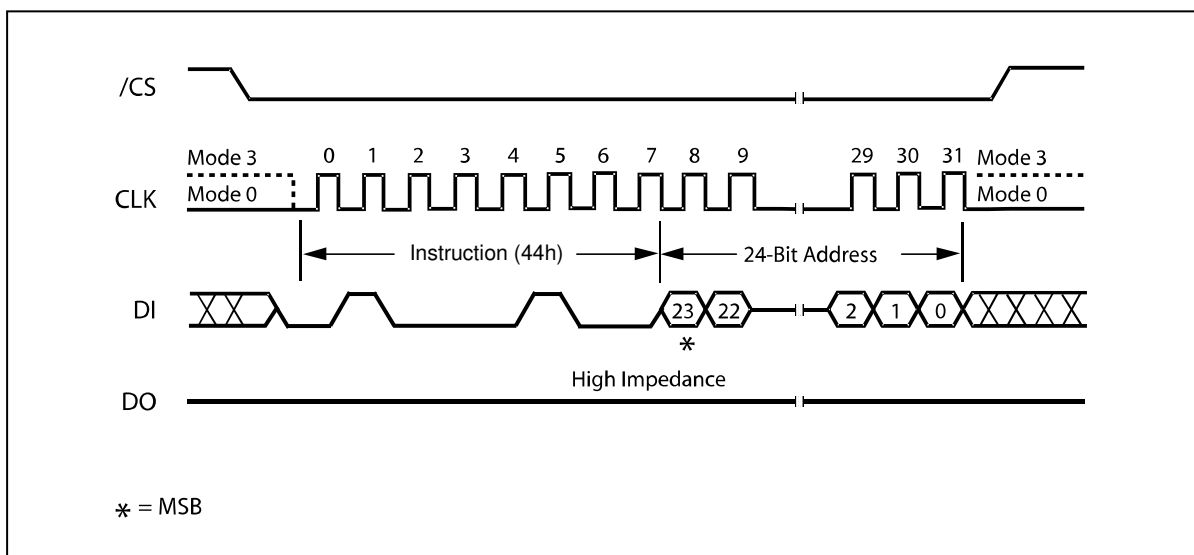 /CS
Mode 3 0 1 2 3 4 5 6 7 8 9 29 30 31 Mode 3
CLK Mode 0 Mode 0
Instruction (44h) 24-Bit Address
DI 23 22 2 1 0
*
High Impedance
DO
* = MSB